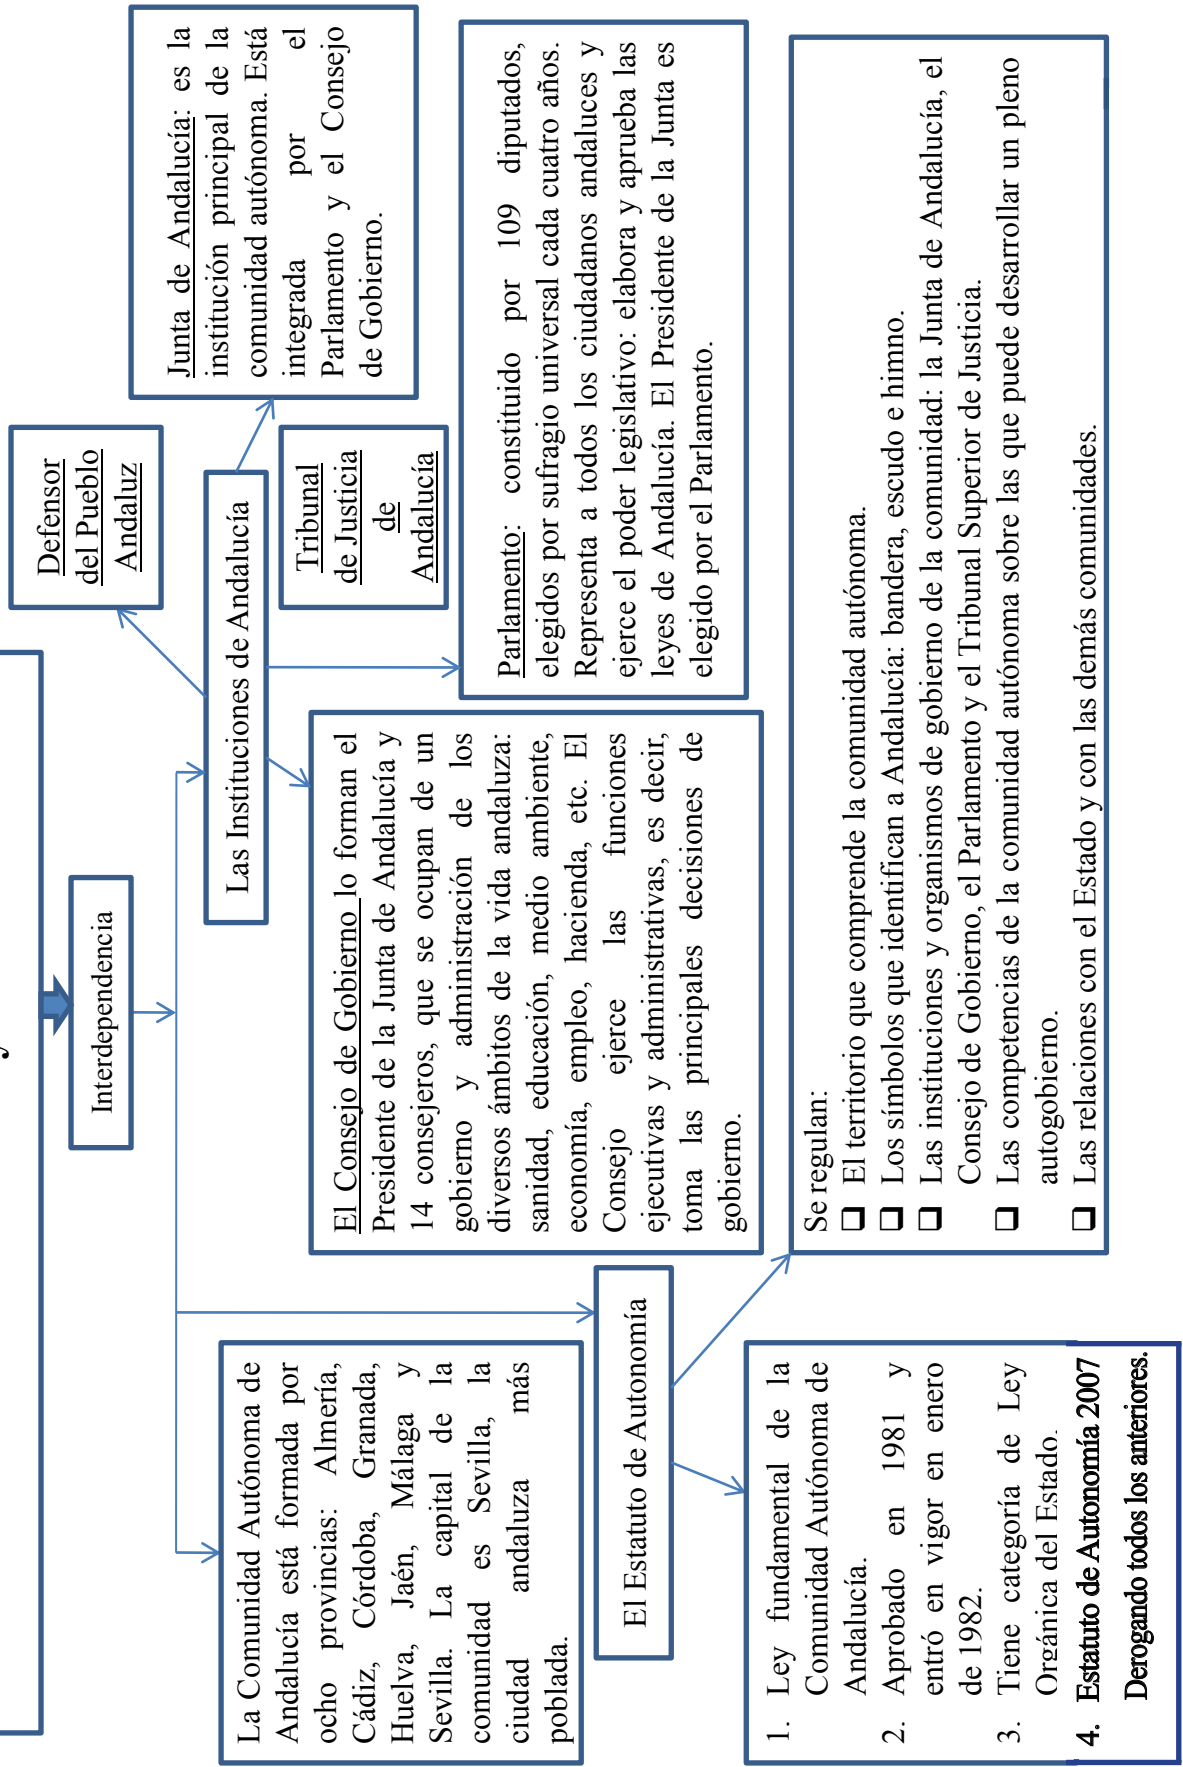 Interdependencia
La Comunidad Autónoma de
Andalucía está formada por
ocho provincias: Almería,
Cádiz, Córdoba, Granada,
Huelva, Jaén, Málaga y
Sevilla. La capital de la
comunidad es Sevilla, la
ciudad andaluza más
poblada.
El Estatuto de Autonomía
1. Ley fundamental de la
Comunidad Autónoma de
Andalucía.
2. Aprobado en 1981 y
entró en vigor en enero
de 1982.
3. Tiene categoría de Ley
Orgánica del Estado.
4. Estatuto de Autonomía 2007
Derogando todos los anteriores.
Se regulan:
❑ El territorio que comprende la comunidad autónoma.
❑ Los símbolos que identifican a Andalucía: bandera, escudo e himno.
❑ Las instituciones y organismos de gobierno de la comunidad: la Junta de Andalucía, el
Consejo de Gobierno, el Parlamento y el Tribunal Superior de Justicia.
❑ Las competencias de la comunidad autónoma sobre las que puede desarrollar un pleno
autogobierno.
❑ Las relaciones con el Estado y con las demás comunidades.
Las Instituciones de Andalucía
El Consejo de Gobierno lo forman el
Presidente de la Junta de Andalucía y
14 consejeros, que se ocupan de un
gobierno y administración de los
diversos ámbitos de la vida andaluza:
sanidad, educación, medio ambiente,
economía, empleo, hacienda, etc. El
Consejo ejerce las funciones
ejecutivas y administrativas, es decir,
toma las principales decisiones de
gobierno.
Defensor
del Pueblo
Andaluz
Tribunal
de Justicia
de
Andalucía
Junta de Andalucía: es la
institución principal de la
comunidad autónoma. Está
integrada por el
Parlamento y el Consejo
de Gobierno.
Parlamento: constituido por 109 diputados,
elegidos por sufragio universal cada cuatro años.
Representa a todos los ciudadanos andaluces y
ejerce el poder legislativo: elabora y aprueba las
leyes de Andalucía. El Presidente de la Junta es
elegido por el Parlamento.